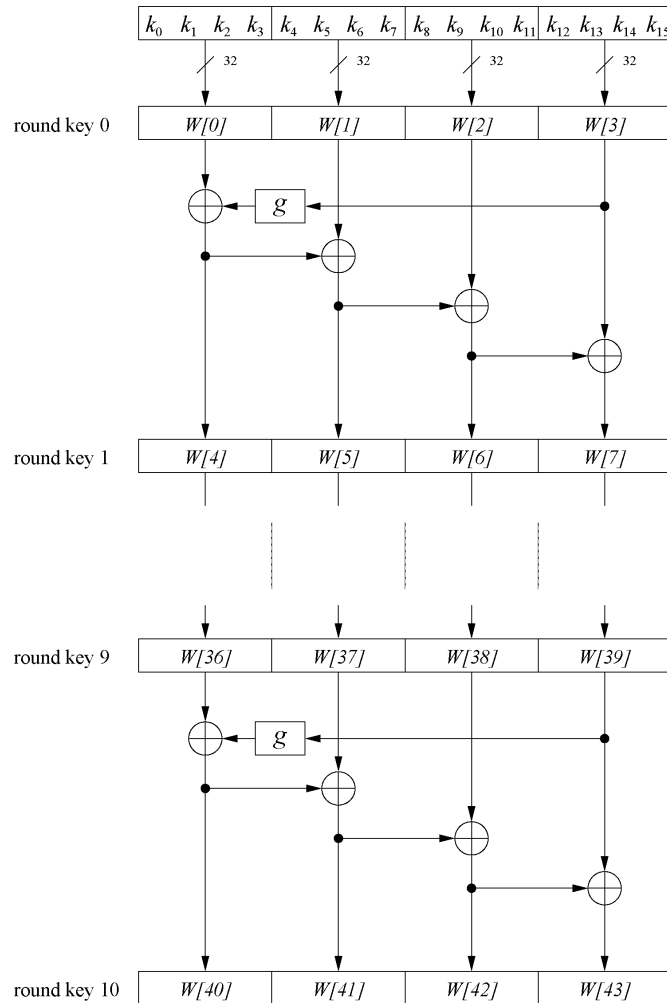 k₀ k₁ k₂ k₃ k₄ k₅ k₆ k₇ k₈ k₉ k₁₀ k₁₁ k₁₂ k₁₃ k₁₄ k₁₅
32 32 32 32
round key 0 W[0] W[1] W[2] W[3]
g
round key 1 W[4] W[5] W[6] W[7]
round key 9 W[36] W[37] W[38] W[39]
g
round key 10 W[40] W[41] W[42] W[43]